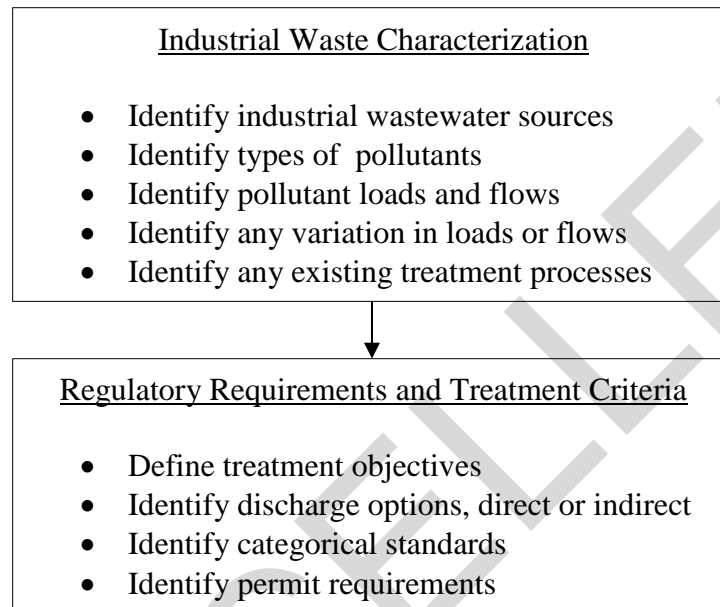 Industrial Waste Characterization
• Identify industrial wastewater sources
• Identify types of pollutants
• Identify pollutant loads and flows
• Identify any variation in loads or flows
• Identify any existing treatment processes
Regulatory Requirements and Treatment Criteria
• Define treatment objectives
• Identify discharge options, direct or indirect
• Identify categorical standards
• Identify permit requirements